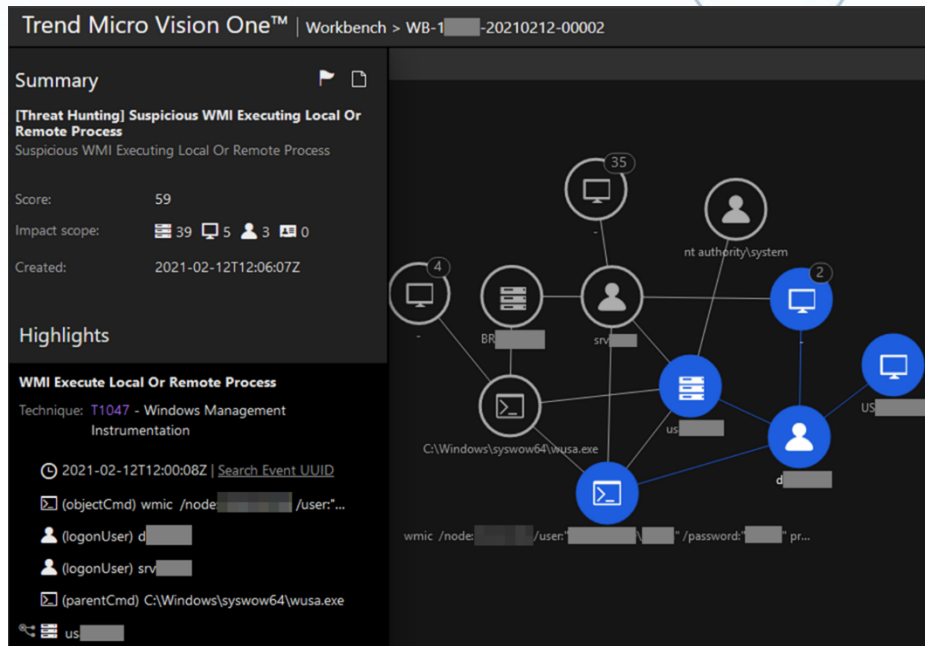 Trend Micro Vision One™ | Workbench > WB-1 -20210212-00002
Summary
[Threat Hunting] Suspicious WMI Executing Local Or
Remote Process
Suspicious WMI Executing Local Or Remote Process
Score: 59
Impact scope: 39 5 3 0
Created: 2021-02-12T12:06:07Z
Highlights
WMI Execute Local Or Remote Process
Technique: T1047 - Windows Management
Instrumentation
2021-02-12T12:00:08Z | Search Event UUID
(objectCmd) wmic /node: /user:"...
(logonUser) d
(logonUser) srv
(parentCmd) C:\Windows\syswow64\wusa.exe
us
35
-
nt authority\system
4
-
BR
srv
2
-
US
us
C:\Windows\syswow64\wusa.exe
d
wmic /node: /user:" \ " /password:" " pr...